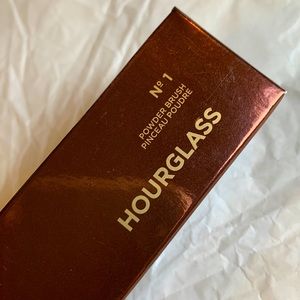 Nº 1
POWDER BRUSH
PINCEAU POUDRE
HOURGLASS